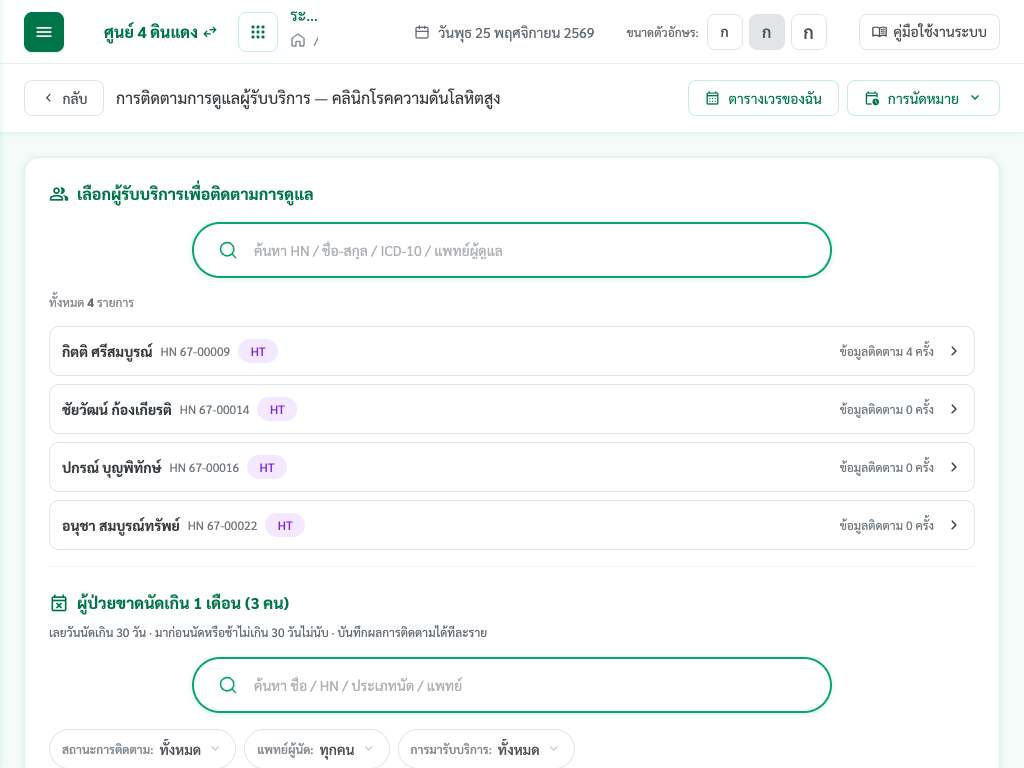 ศูนย์ 4 ดินแดง
ระ...
/
วันพุธ 25 พฤศจิกายน 2569
ขนาดตัวอักษร: ก ก ก
คู่มือใช้งานระบบ
กลับ
การติดตามการดูแลผู้รับบริการ — คลินิกโรคความดันโลหิตสูง
ตารางเวรของฉัน
การนัดหมาย
เลือกผู้รับบริการเพื่อติดตามการดูแล
ค้นหา HN / ชื่อ-สกุล / ICD-10 / แพทย์ผู้ดูแล
ทั้งหมด 4 รายการ
กิตติ ศรีสมบูรณ์ HN 67-00009 HT ข้อมูลติดตาม 4 ครั้ง
ชัยวัฒน์ ก้องเกียรติ HN 67-00014 HT ข้อมูลติดตาม 0 ครั้ง
ปกรณ์ บุญพิทักษ์ HN 67-00016 HT ข้อมูลติดตาม 0 ครั้ง
อนุชา สมบูรณ์ทรัพย์ HN 67-00022 HT ข้อมูลติดตาม 0 ครั้ง
ผู้ป่วยขาดนัดเกิน 1 เดือน (3 คน)
เลยวันนัดเกิน 30 วัน · มาก่อนนัดหรือช้าไม่เกิน 30 วันไม่นับ · บันทึกผลการติดตามได้ทีละราย
ค้นหา ชื่อ / HN / ประเภทนัด / แพทย์
สถานะการติดตาม: ทั้งหมด
แพทย์ผู้นัด: ทุกคน
การมารับบริการ: ทั้งหมด